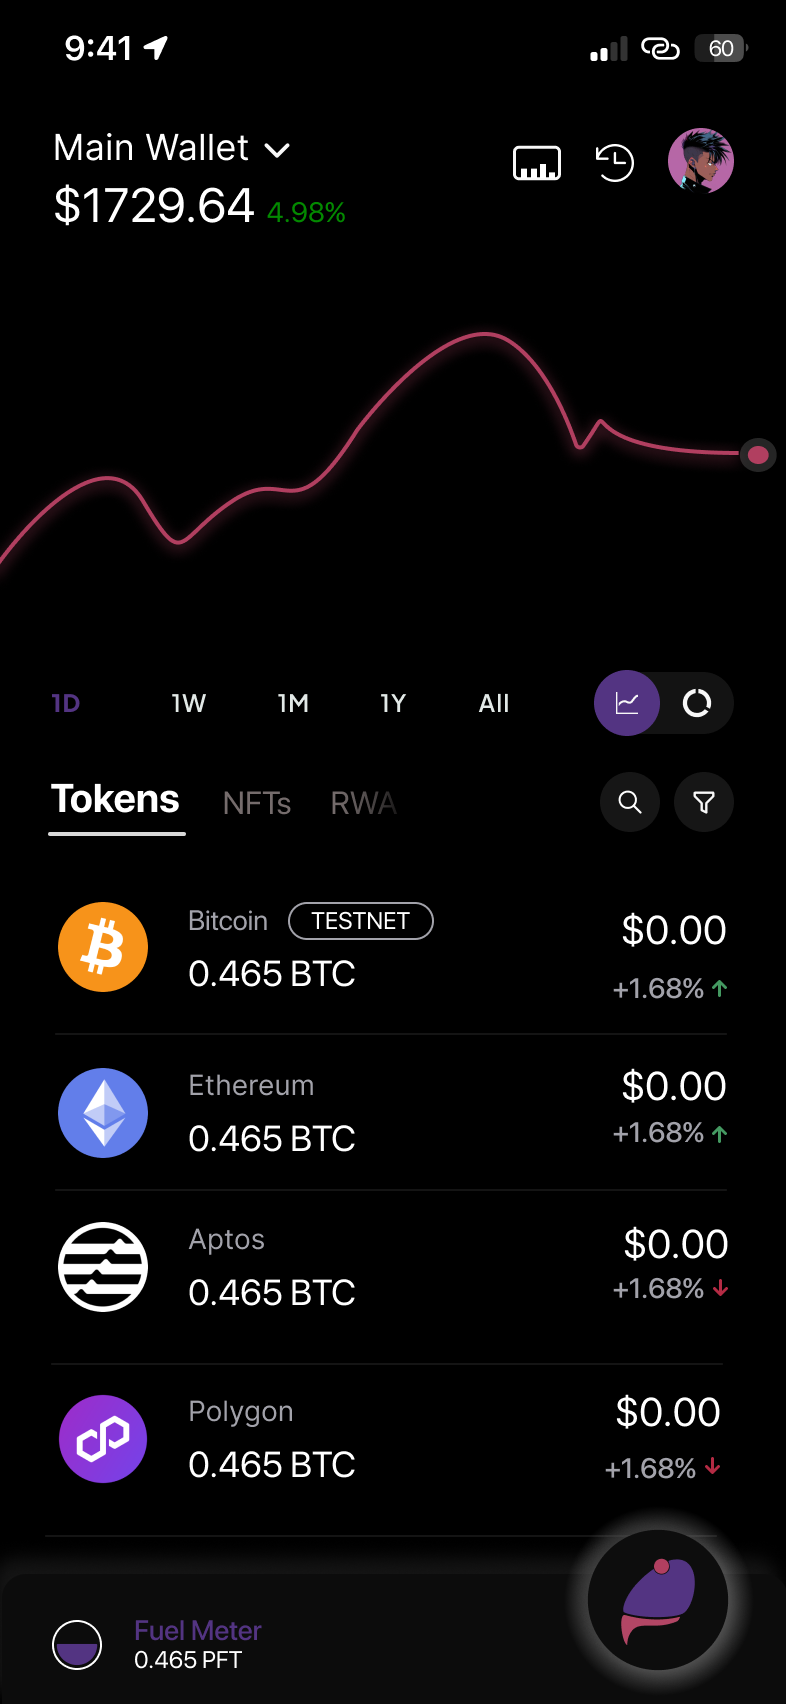 9:41
60
Main Wallet
$1729.64 4.98%
1D 1W 1M 1Y All
Tokens NFTs RWA
Bitcoin TESTNET
$0.00
0.465 BTC
+1.68%
Ethereum
$0.00
0.465 BTC
+1.68%
Aptos
$0.00
0.465 BTC
+1.68%
Polygon
$0.00
0.465 BTC
+1.68%
Fuel Meter
0.465 PFT